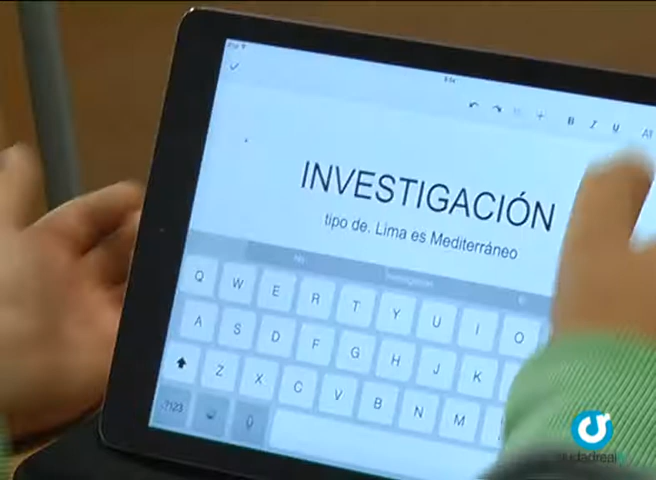 B I U
INVESTIGACIÓN
tipo de. Lima es Mediterráneo
Q W E R T Y U I O
A S D F G H J K
Z X C V B N M
.?123
ciudadreal